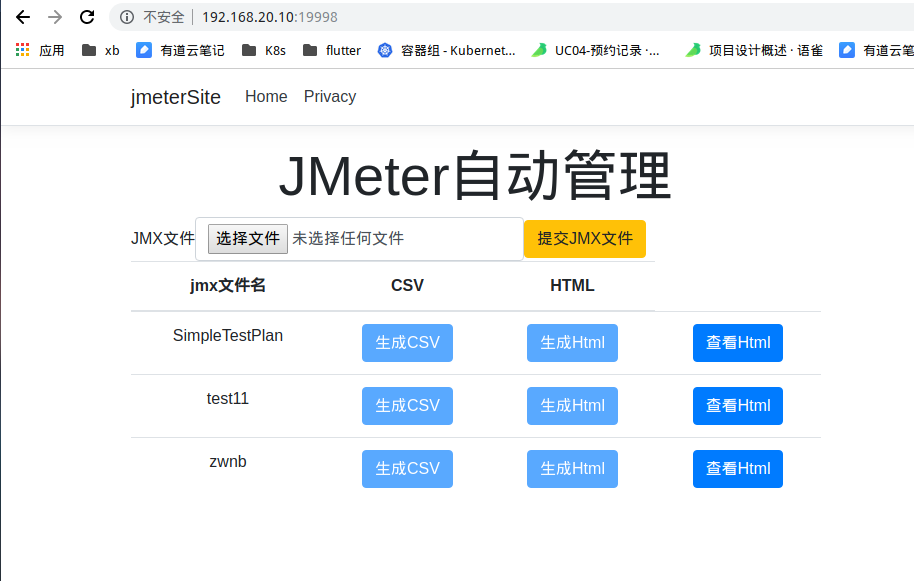 不安全 192.168.20.10:19998
应用 xb 有道云笔记 K8s flutter 容器组 - Kubernet... UC04-预约记录 ·... 项目设计概述 · 语雀 有道云笔
jmeterSite Home Privacy
JMeter自动管理
JMX文件 选择文件 未选择任何文件 提交JMX文件
jmx文件名 CSV HTML
SimpleTestPlan 生成CSV 生成Html 查看Html
test11 生成CSV 生成Html 查看Html
zwnb 生成CSV 生成Html 查看Html